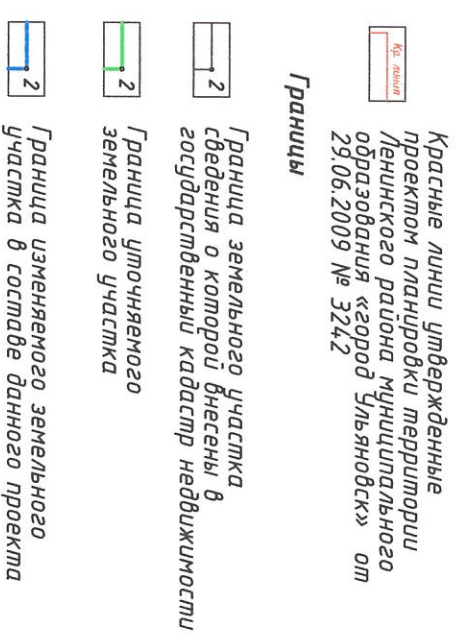 Кр. линия
Красные линии утвержденные
проектом планировки территории
Ленинского района муниципального
образования «город Ульяновск» от
29.06.2009 № 3242
Границы
2
Граница земельного участка
сведения о которой внесены в
государственный кадастр недвижимости
2
Граница уточняемого
земельного участка
2
Граница изменяемого земельного
участка в составе данного проекта